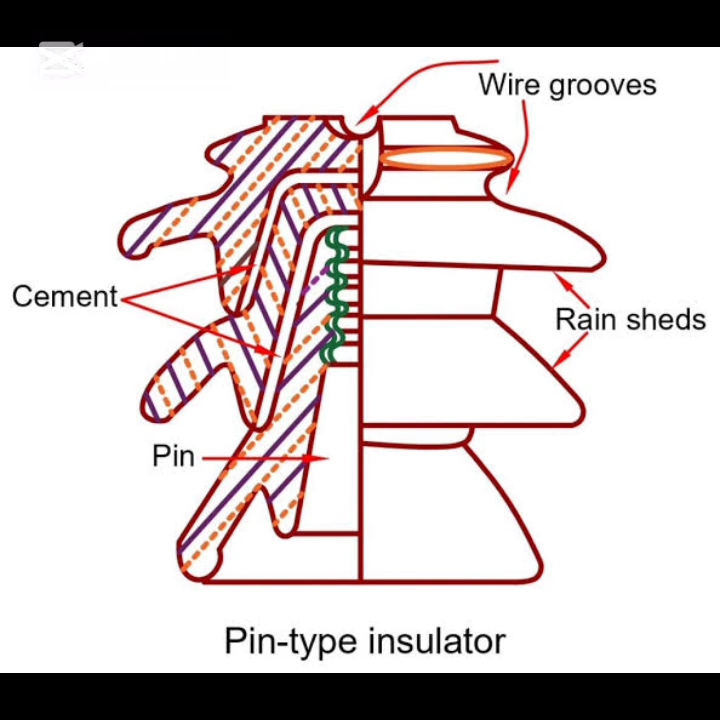 Wire grooves
Cement
Rain sheds
Pin
Pin-type insulator